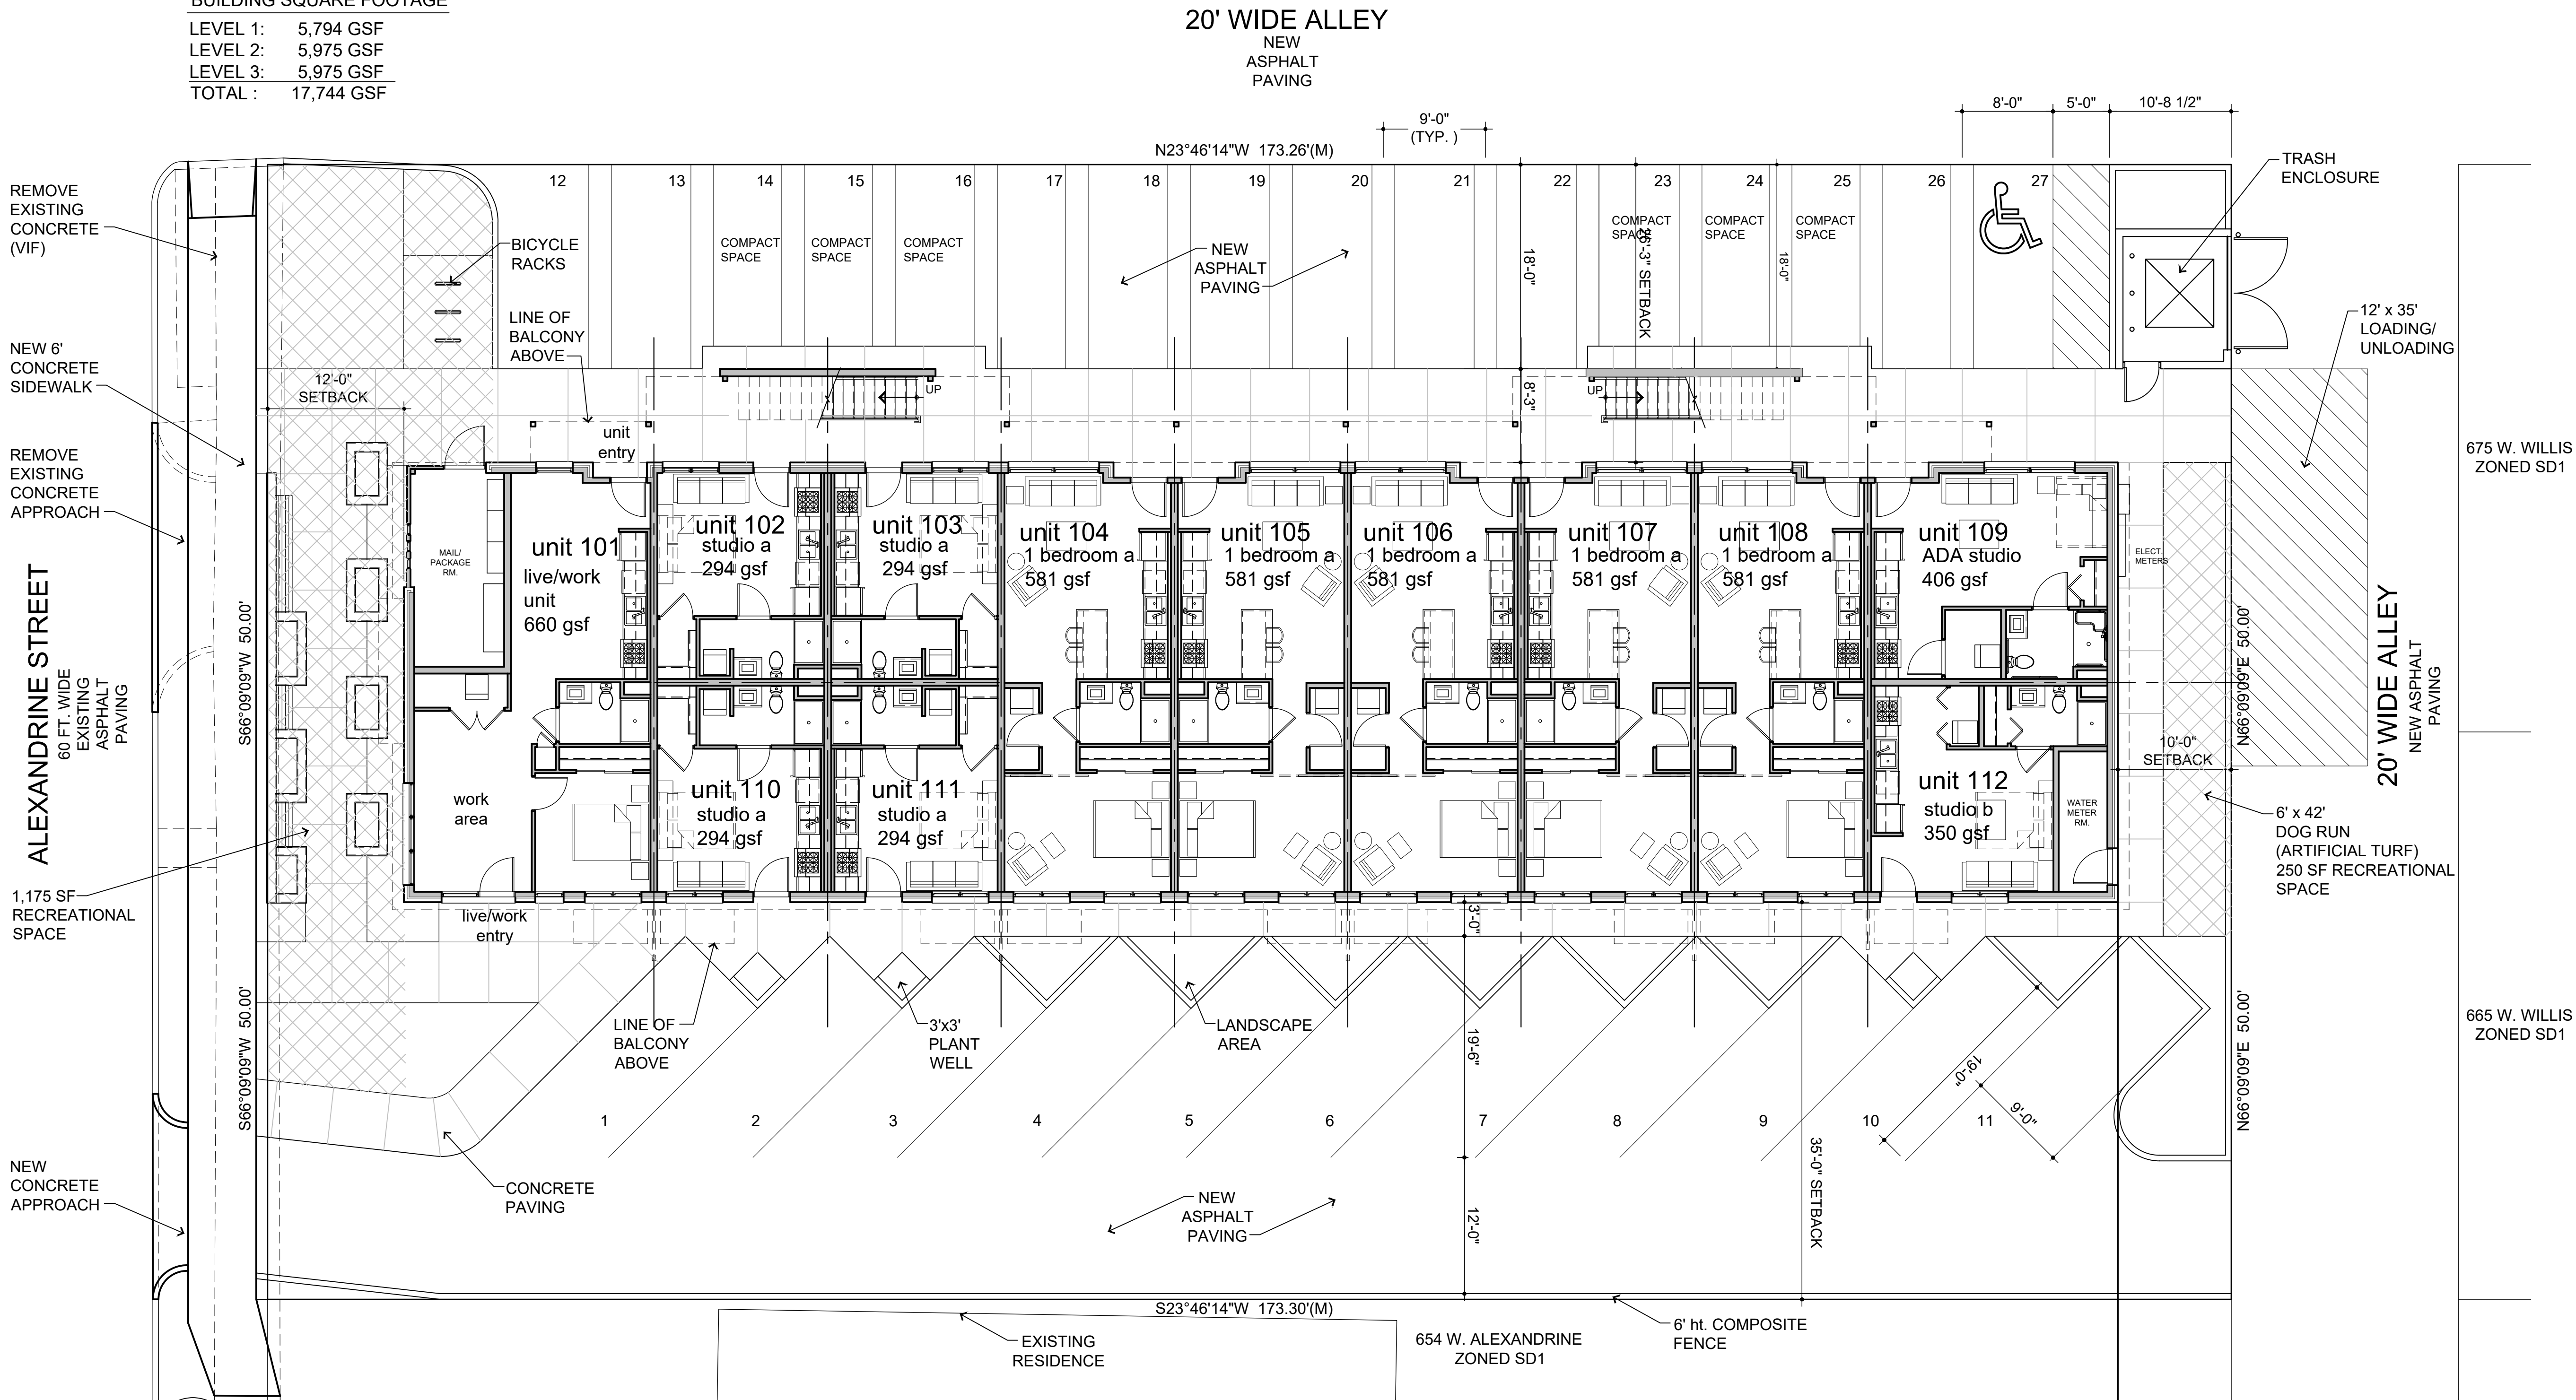 BUILDING SQUARE FOOTAGE
LEVEL 1: 5,794 GSF
LEVEL 2: 5,975 GSF
LEVEL 3: 5,975 GSF
TOTAL : 17,744 GSF
20' WIDE ALLEY
NEW
ASPHALT
PAVING
8'-0"
5'-0"
10'-8 1/2"
9'-0"
(TYP. )
N23°46'14"W 173.26'(M)
TRASH
ENCLOSURE
REMOVE
EXISTING
CONCRETE
(VIF)
12
13
14
15
16
17
18
19
20
21
22
23
24
25
26
27
BICYCLE
RACKS
COMPACT
SPACE
COMPACT
SPACE
COMPACT
SPACE
NEW
ASPHALT
PAVING
COMPACT
SPACE
COMPACT
SPACE
COMPACT
SPACE
18'-0"
26'-3" SETBACK
18'-0"
LINE OF
BALCONY
ABOVE
12' x 35'
LOADING/
UNLOADING
NEW 6'
CONCRETE
SIDEWALK
12'-0"
SETBACK
UP
8'-3"
UP
unit
entry
REMOVE
EXISTING
CONCRETE
APPROACH
675 W. WILLIS
ZONED SD1
MAIL/
PACKAGE
RM.
unit 101
live/work
unit
660 gsf
unit 102
studio a
294 gsf
unit 103
studio a
294 gsf
unit 104
1 bedroom a
581 gsf
unit 105
1 bedroom a
581 gsf
unit 106
1 bedroom a
581 gsf
unit 107
1 bedroom a
581 gsf
unit 108
1 bedroom a
581 gsf
unit 109
ADA studio
406 gsf
ELECT.
METERS
ALEXANDRINE STREET
60 FT. WIDE
EXISTING
ASPHALT
PAVING
S66°09'09"W 50.00'
N66°09'09"E 50.00'
20' WIDE ALLEY
NEW ASPHALT
PAVING
10'-0"
SETBACK
work
area
unit 110
studio a
294 gsf
unit 111
studio a
294 gsf
unit 112
studio b
350 gsf
WATER
METER
RM.
6' x 42'
DOG RUN
(ARTIFICIAL TURF)
250 SF RECREATIONAL
SPACE
1,175 SF
RECREATIONAL
SPACE
live/work
entry
3'-0"
S66°09'09"W 50.00'
N66°09'09"E 50.00'
LINE OF
BALCONY
ABOVE
3'x3'
PLANT
WELL
LANDSCAPE
AREA
19'-6"
19'-0"
9'-0"
665 W. WILLIS
ZONED SD1
1
2
3
4
5
6
7
8
9
10
11
NEW
CONCRETE
APPROACH
CONCRETE
PAVING
NEW
ASPHALT
PAVING
12'-0"
35'-0" SETBACK
S23°46'14"W 173.30'(M)
EXISTING
RESIDENCE
654 W. ALEXANDRINE
ZONED SD1
6' ht. COMPOSITE
FENCE